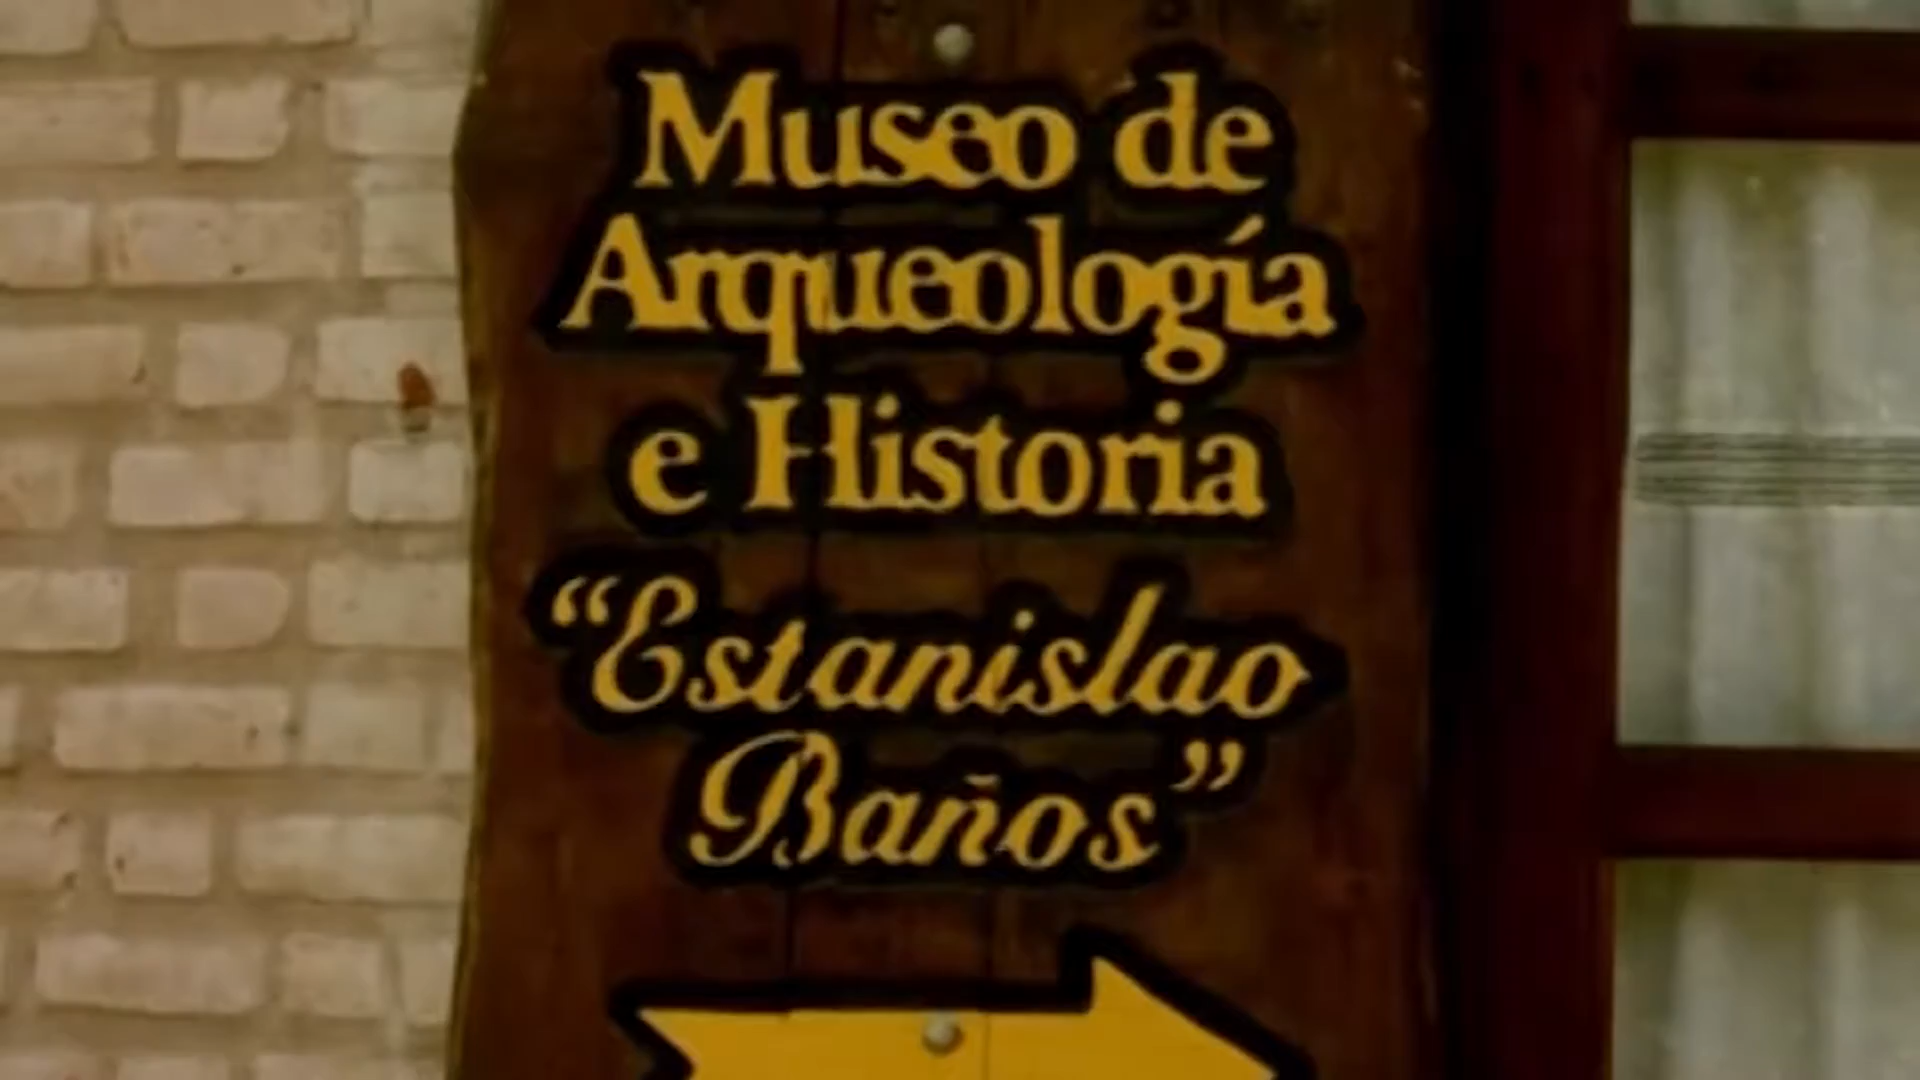 Museo de
Arqueología
e Historia
“Estanislao
Baños”